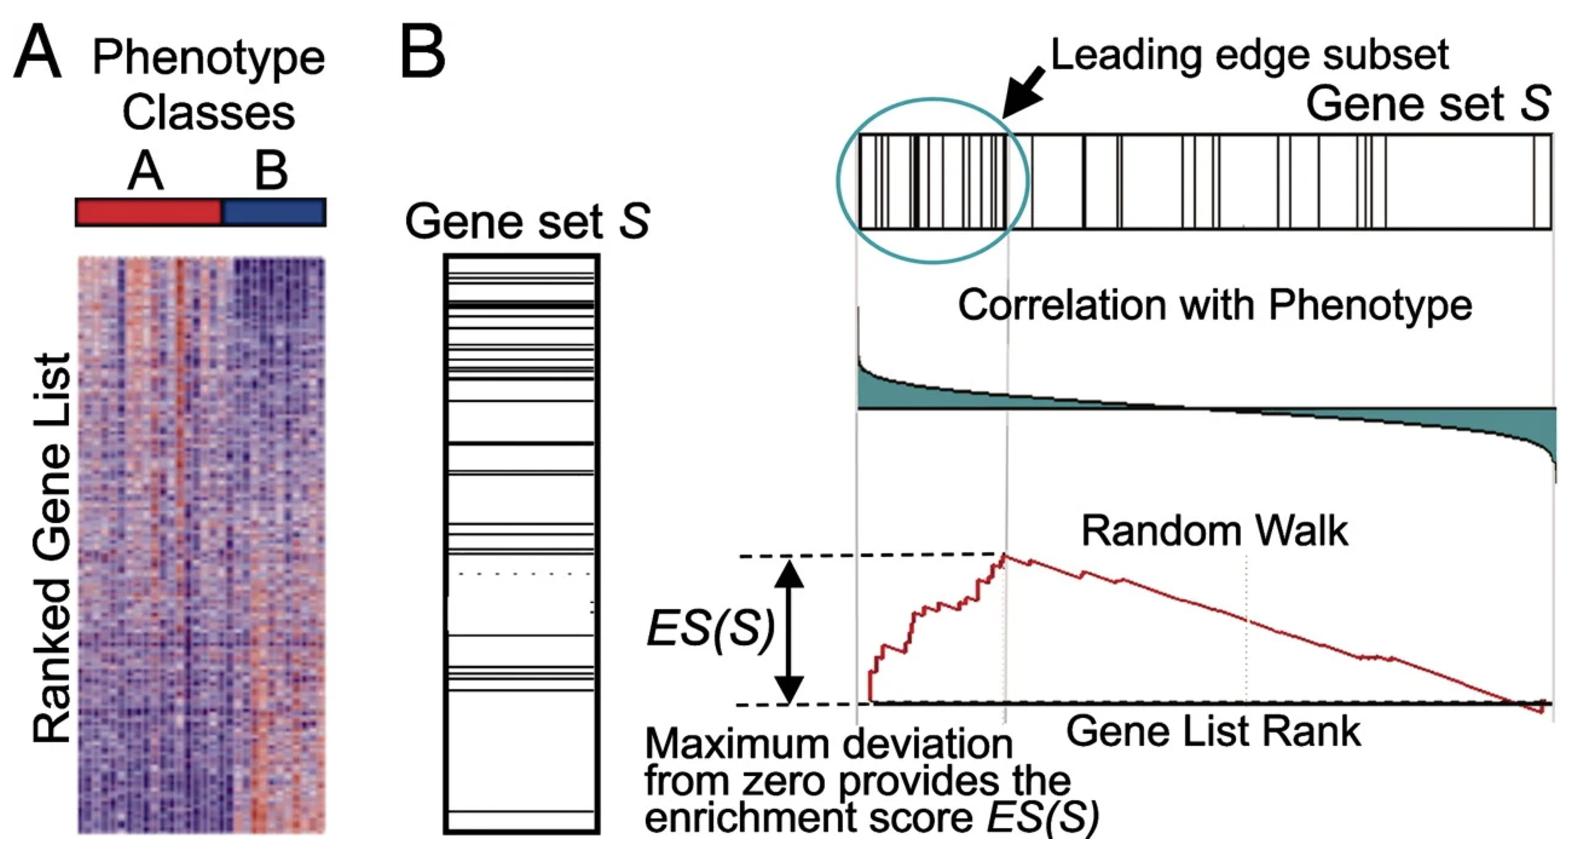 A
Phenotype
Classes
A B
Ranked Gene List
B
Gene set S
Leading edge subset
Gene set S
Correlation with Phenotype
Random Walk
ES(S)
Gene List Rank
Maximum deviation
from zero provides the
enrichment score ES(S)